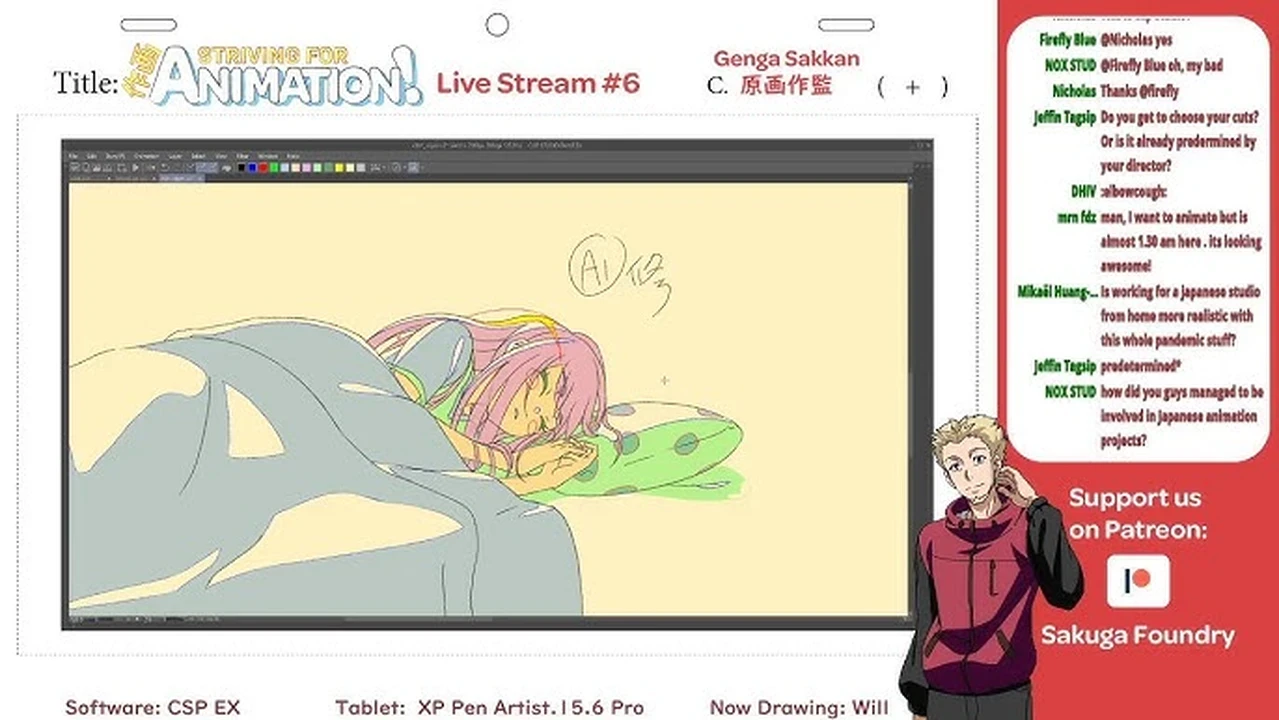 Title:
作画
STRIVING FOR
ANIMATION!
Live Stream #6
Genga Sakkan
C. 原画作監 ( + )
A1 修
Firefly Blue @Nicholas yes
NOX STUD @Firefly Blue oh, my bad
Nicholas Thanks @firefly
Jeffin Tagsip Do you get to choose your cuts?
Or is it already predermined by
your director?
DHIV :elbowcough:
mrn fdz man, I want to animate but is
almost 1.30 am here . its looking
awesome!
Mikaël Huang-... Is working for a japanese studio
from home more realistic with
this whole pandemic stuff?
Jeffin Tagsip predetermined*
NOX STUD how did you guys managed to be
involved in Japanese animation
projects?
Support us
on Patreon:
Sakuga Foundry
Software: CSP EX
Tablet: XP Pen Artist.15.6 Pro
Now Drawing: Will